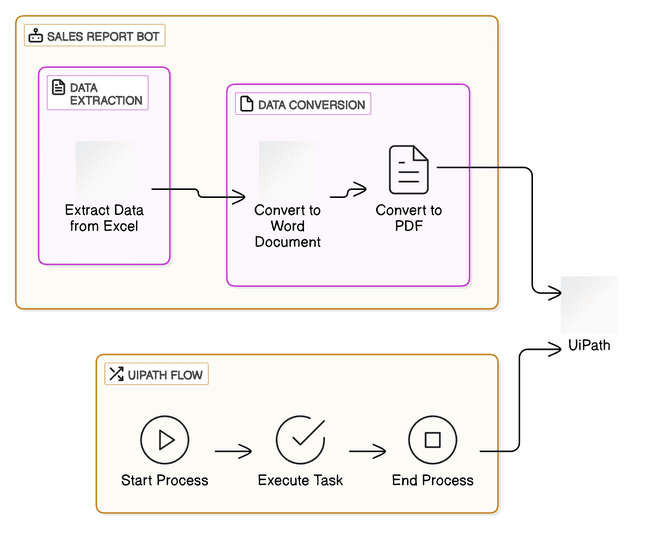 SALES REPORT BOT
DATA
EXTRACTION
DATA CONVERSION
Extract Data
from Excel
Convert to
Word
Document
Convert to
PDF
UiPath
UIPATH FLOW
Start Process
Execute Task
End Process